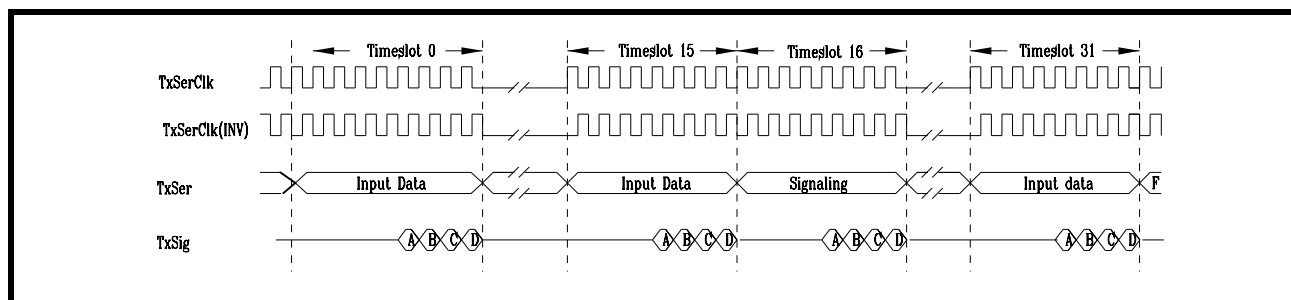 Timeslot 0 Timeslot 15 Timeslot 16 Timeslot 31
TxSerClk
TxSerClk(INV)
TxSer Input Data Input Data Signaling Input data F
TxSig A B C D A B C D A B C D A B C D